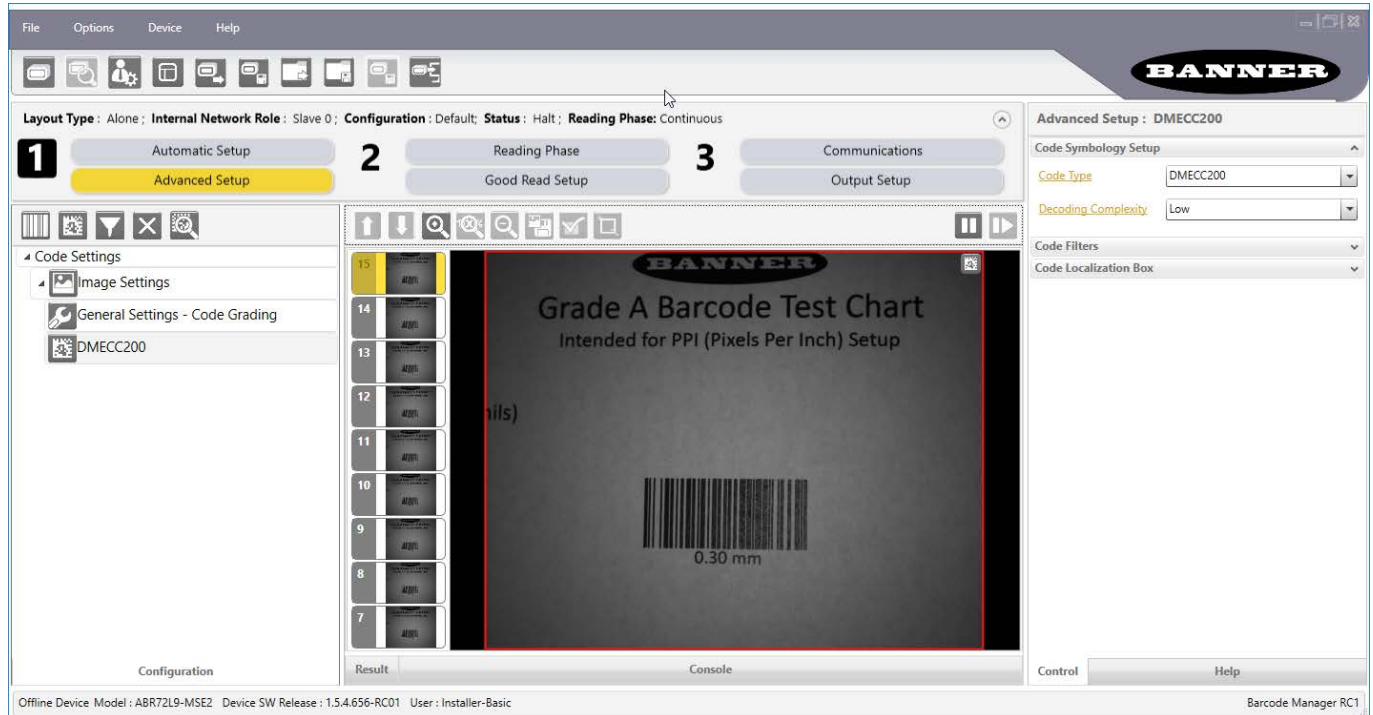 File Options Device Help
BANNER
Layout Type : Alone ; Internal Network Role : Slave 0 ; Configuration : Default; Status : Halt ; Reading Phase: Continuous
1 Automatic Setup 2 Reading Phase 3 Communications
Advanced Setup Good Read Setup Output Setup
Advanced Setup : DMECC200
Code Symbology Setup
Code Type DMECC200
Decoding Complexity Low
Code Filters
Code Localization Box
Code Settings
Image Settings
General Settings - Code Grading
DMECC200
15
14
13
12
11
10
9
8
7
BANNER
Grade A Barcode Test Chart
Intended for PPI (Pixels Per Inch) Setup
ils)
0.30 mm
Configuration
Result Console
Control Help
Offline Device Model : ABR72L9-MSE2 Device SW Release : 1.5.4.656-RC01 User : Installer-Basic
Barcode Manager RC1